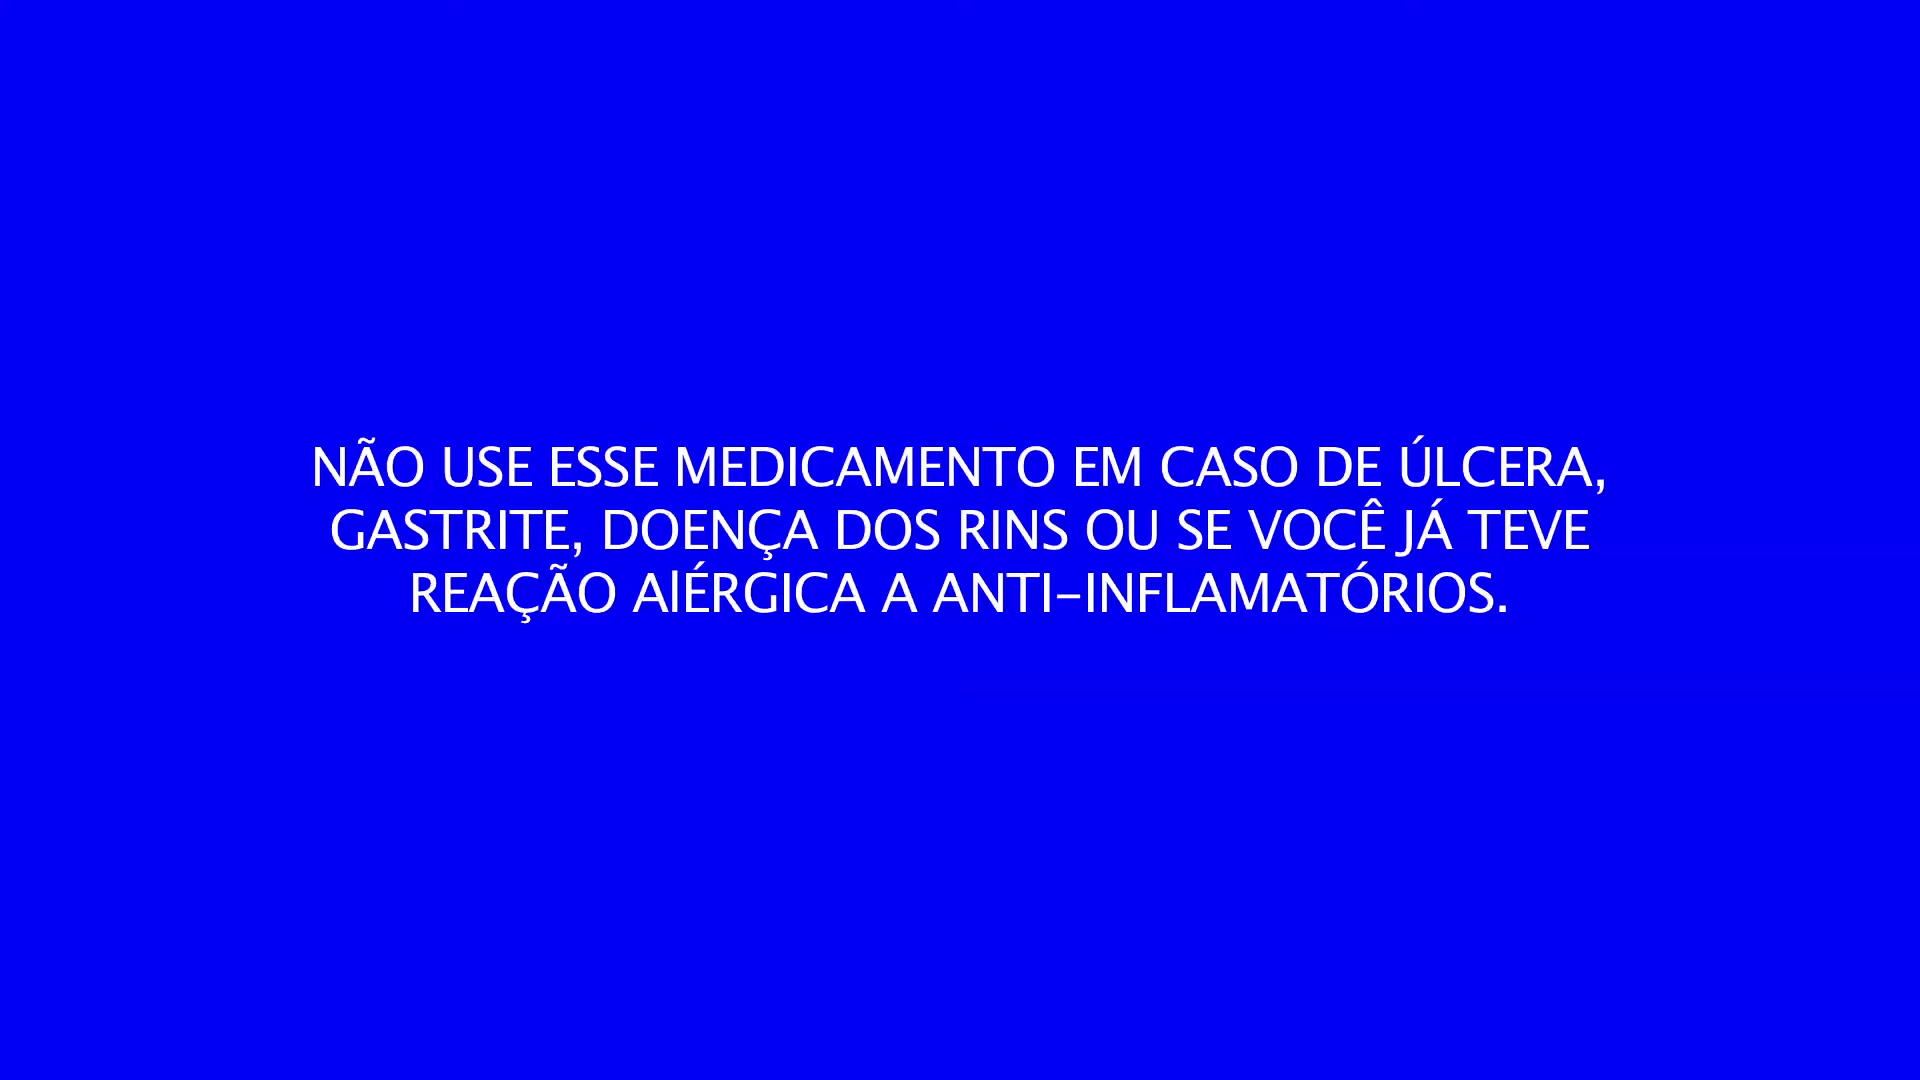 NÃO USE ESSE MEDICAMENTO EM CASO DE ÚLCERA,
GASTRITE, DOENÇA DOS RINS OU SE VOCÊ JÁ TEVE
REAÇÃO AlÉRGICA A ANTI-INFLAMATÓRIOS.